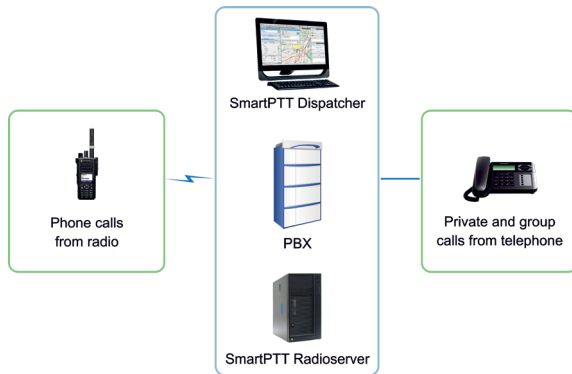 SmartPTT Dispatcher
Phone calls
from radio
PBX
Private and group
calls from telephone
SmartPTT Radioserver